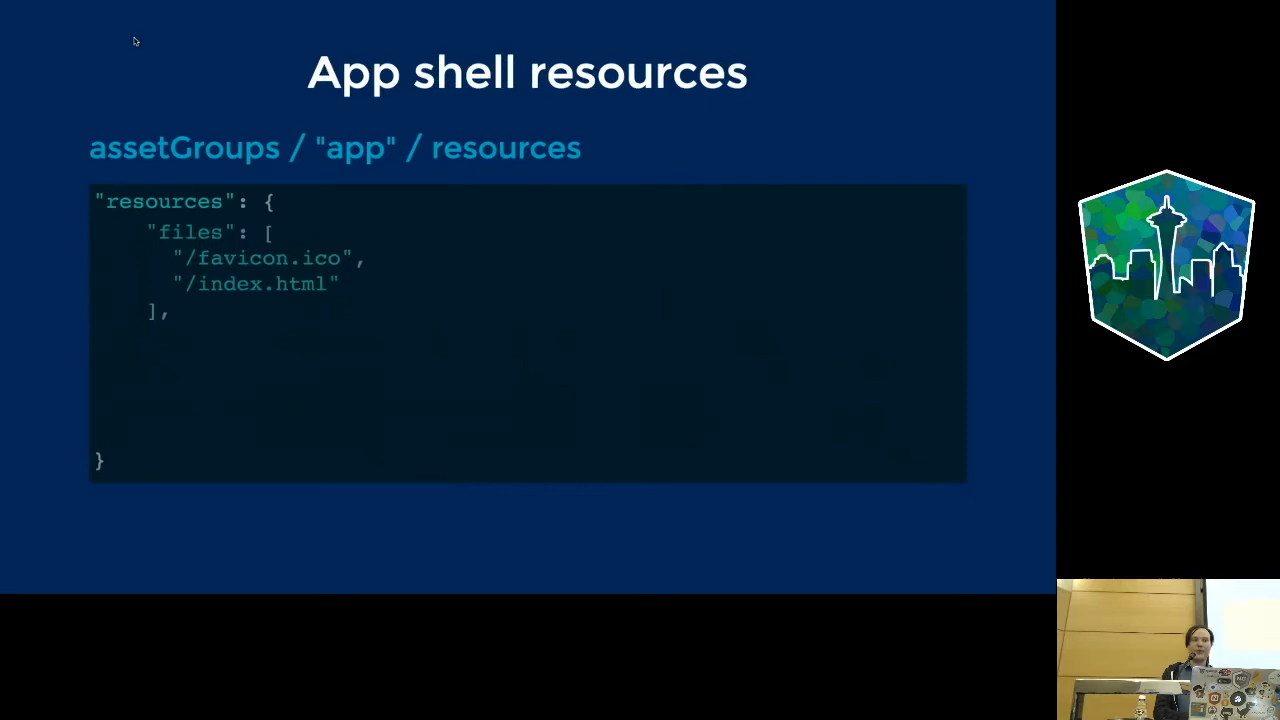 App shell resources
assetGroups / "app" / resources
"resources": {
"files": [
"/favicon.ico",
"/index.html"
],
}